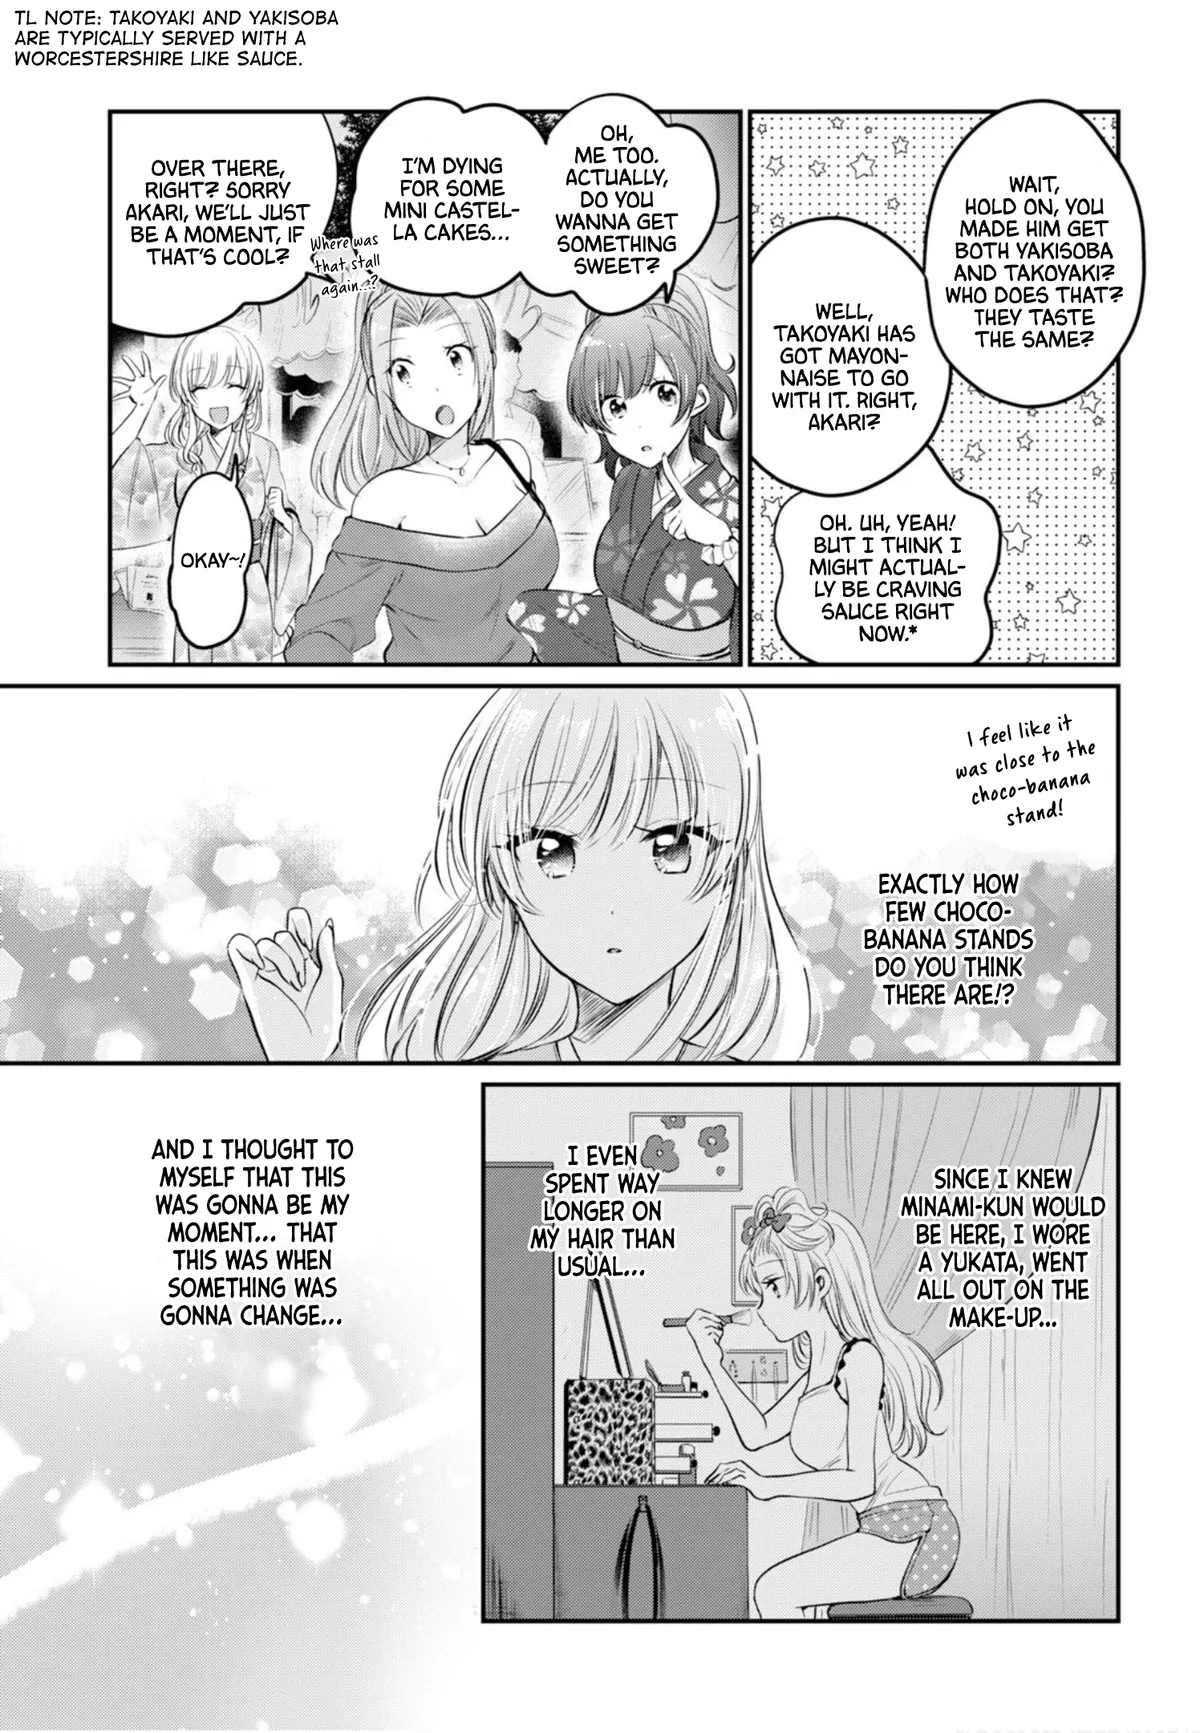 TL NOTE: TAKOYAKI AND YAKISOBA
ARE TYPICALLY SERVED WITH A
WORCESTERSHIRE LIKE SAUCE.
WAIT,
HOLD ON, YOU
MADE HIM GET
BOTH YAKISOBA
AND TAKOYAKI?
WHO DOES THAT?
THEY TASTE
THE SAME?
WELL,
TAKOYAKI HAS
GOT MAYON-
NAISE TO GO
WITH IT. RIGHT,
AKARI?
OH. UH, YEAH!
BUT I THINK I
MIGHT ACTUAL-
LY BE CRAVING
SAUCE RIGHT
NOW.*
OH,
ME TOO.
ACTUALLY,
DO YOU
WANNA GET
SOMETHING
SWEET?
I'M DYING
FOR SOME
MINI CASTEL-
LA CAKES...
Where was
that stall
again...?
OVER THERE,
RIGHT? SORRY
AKARI, WE'LL JUST
BE A MOMENT, IF
THAT'S COOL?
OKAY~!
I feel like it
was close to the
choco-banana
stand!
EXACTLY HOW
FEW CHOCO-
BANANA STANDS
DO YOU THINK
THERE ARE!?
SINCE I KNEW
MINAMI-KUN WOULD
BE HERE, I WORE
A YUKATA, WENT
ALL OUT ON THE
MAKE-UP...
I EVEN
SPENT WAY
LONGER ON
MY HAIR THAN
USUAL...
AND I THOUGHT TO
MYSELF THAT THIS
WAS GONNA BE MY
MOMENT... THAT
THIS WAS WHEN
SOMETHING WAS
GONNA CHANGE...